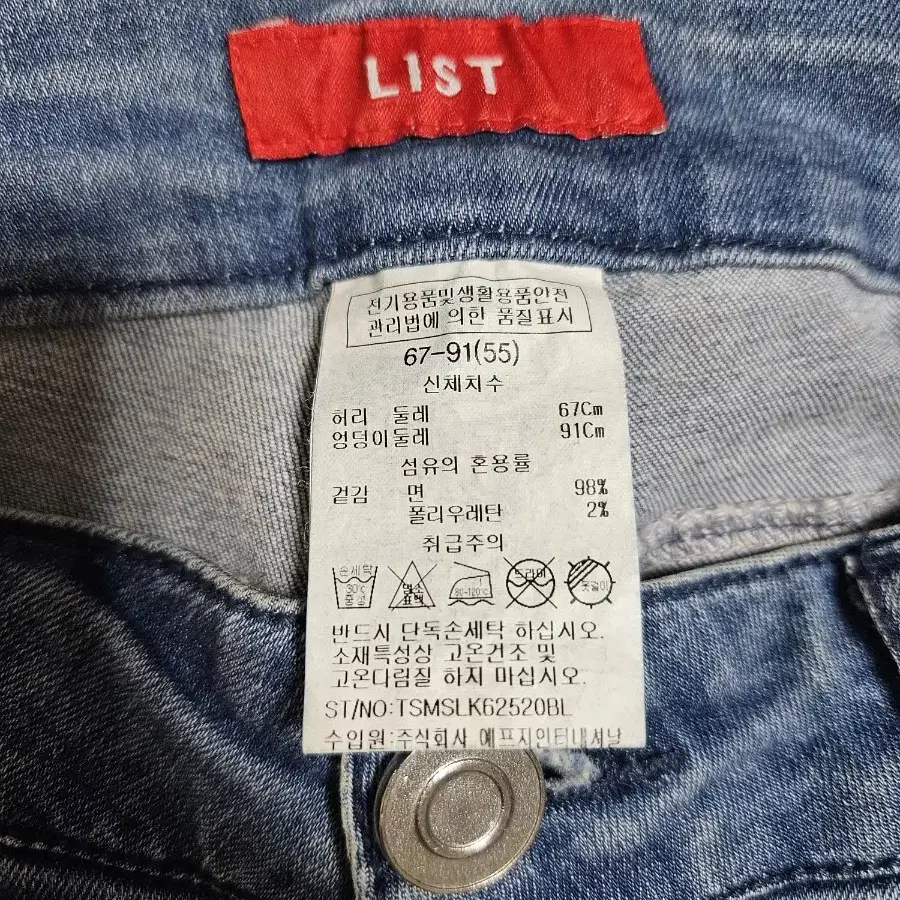 LIST
전기용품및생활용품안전
관리법에 의한 품질표시
67-91(55)
신체치수
허리 둘레 67Cm
엉덩이둘레 91Cm
섬유의 혼용률
겉감 면 98%
폴리우레탄 2%
취급주의
손세탁 30℃ 중성
염소 표백
80-120℃
드라이
옷걸이
반드시 단독손세탁 하십시오.
소재특성상 고온건조 및
고온다림질 하지 마십시오.
ST/NO:TSMSLK62520BL
수입원:주식회사 에프지인터내셔날